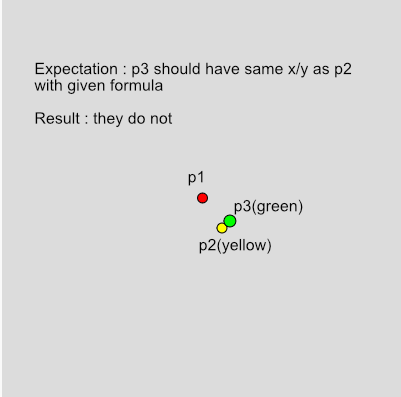 Expectation : p3 should have same x/y as p2
with given formula
Result : they do not
p1
p3(green)
p2(yellow)